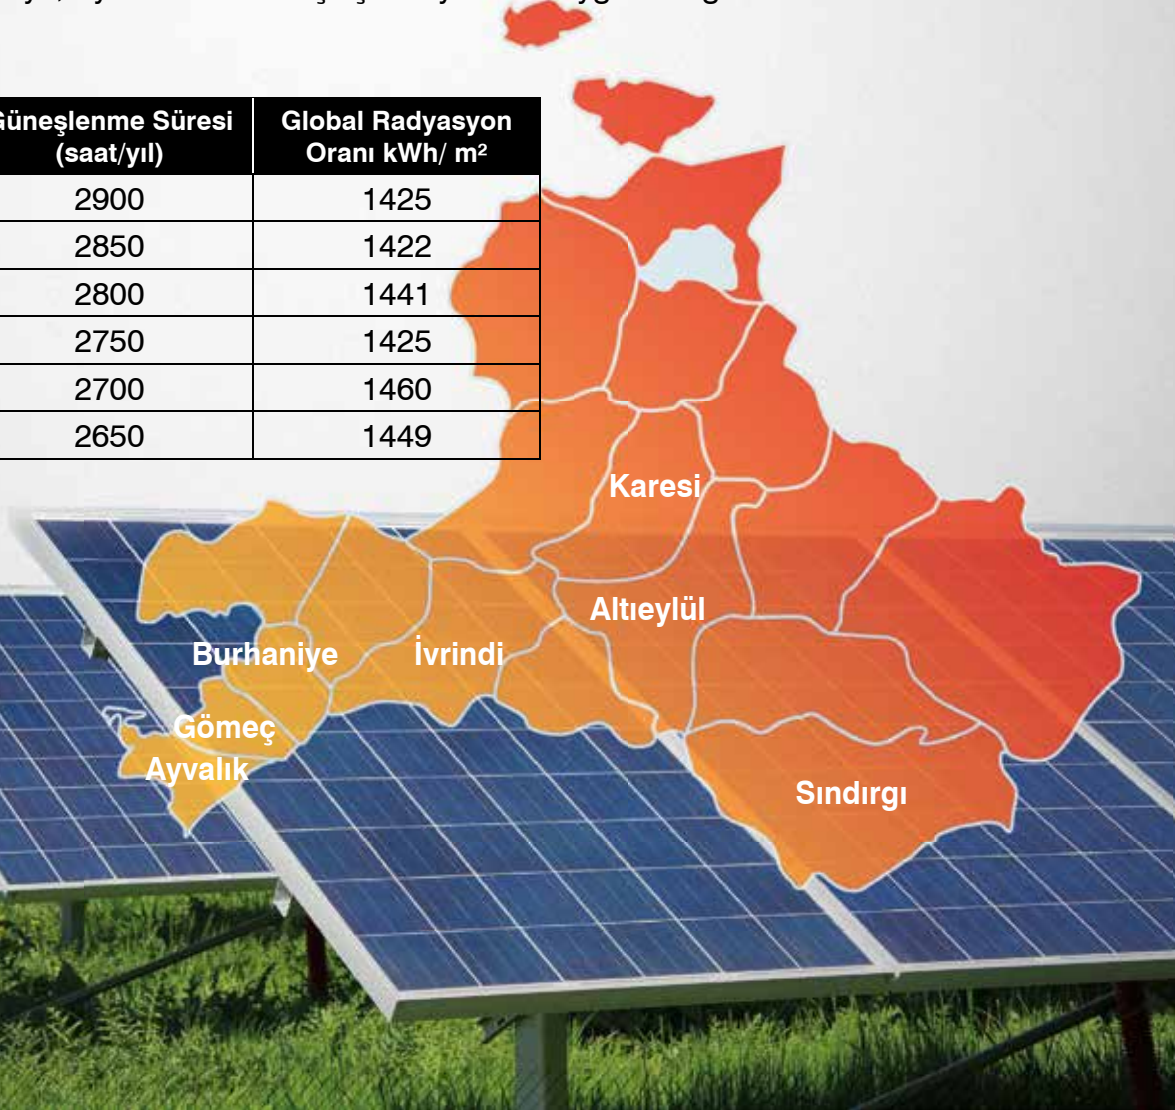 Güneşlenme Süresi
(saat/yıl)
Global Radyasyon
Oranı kWh/ m²
2900 1425
2850 1422
2800 1441
2750 1425
2700 1460
2650 1449
Karesi
Altıeylül
Burhaniye
İvrindi
Gömeç
Ayvalık
Sındırgı